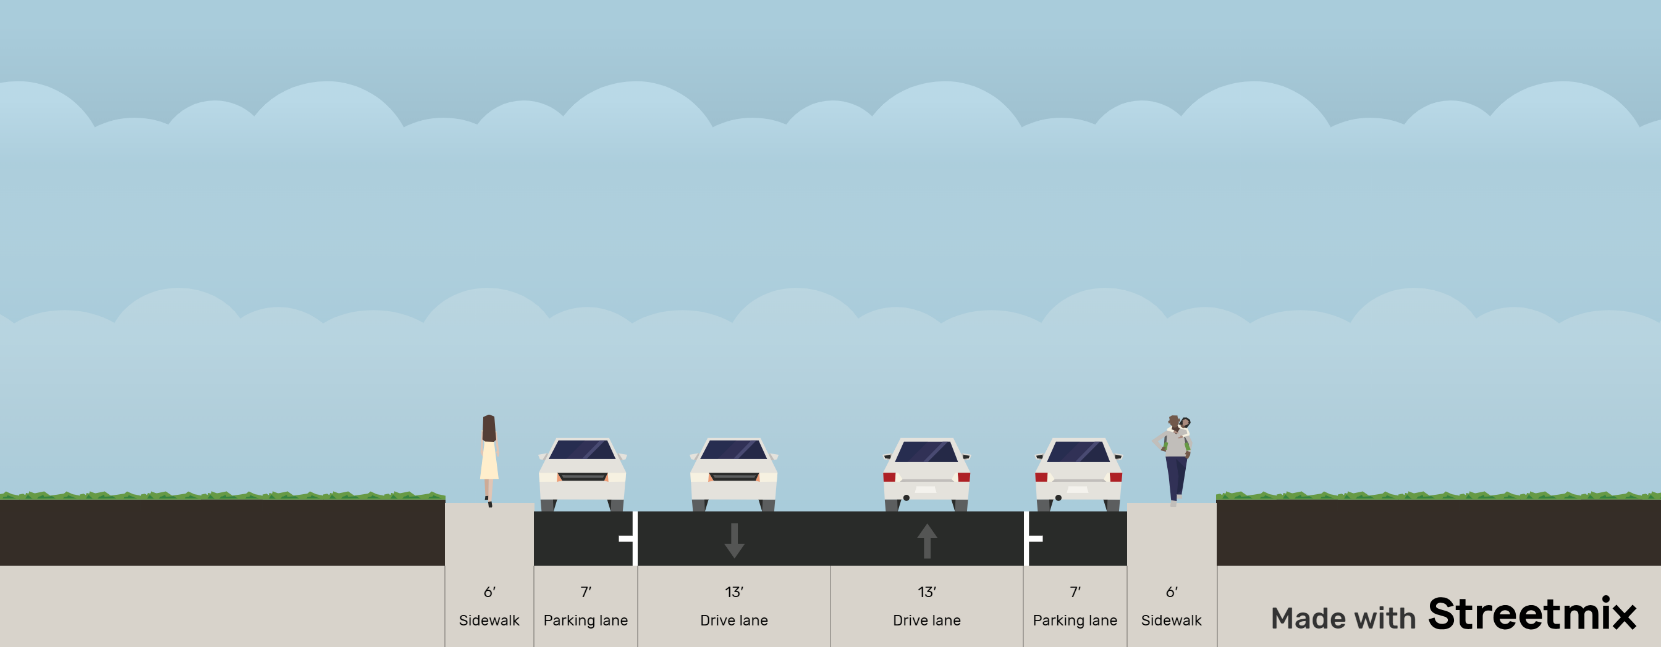 6′ 7′ 13′ 13′ 7′ 6′
Sidewalk Parking lane Drive lane Drive lane Parking lane Sidewalk
Made with Streetmix